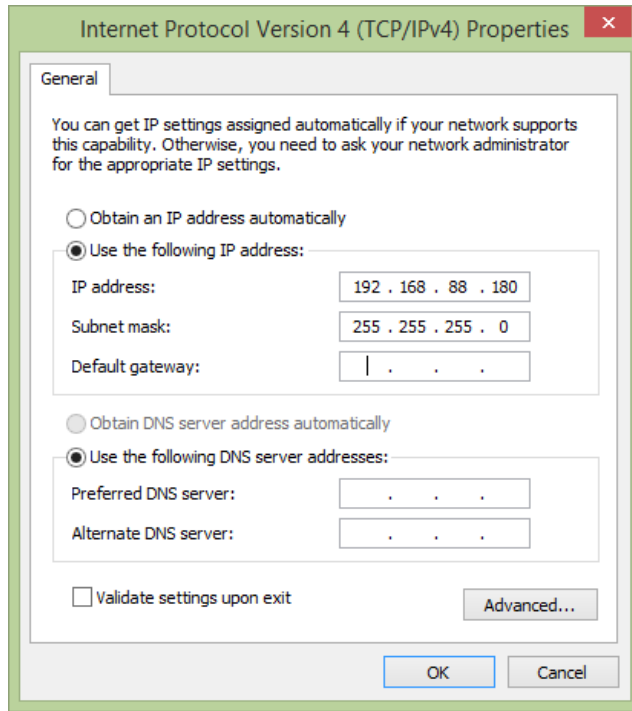 Internet Protocol Version 4 (TCP/IPv4) Properties
General
You can get IP settings assigned automatically if your network supports
this capability. Otherwise, you need to ask your network administrator
for the appropriate IP settings.
Obtain an IP address automatically
Use the following IP address:
IP address: 192 . 168 . 88 . 180
Subnet mask: 255 . 255 . 255 . 0
Default gateway: . . .
Obtain DNS server address automatically
Use the following DNS server addresses:
Preferred DNS server: . . .
Alternate DNS server: . . .
Validate settings upon exit
Advanced...
OK Cancel